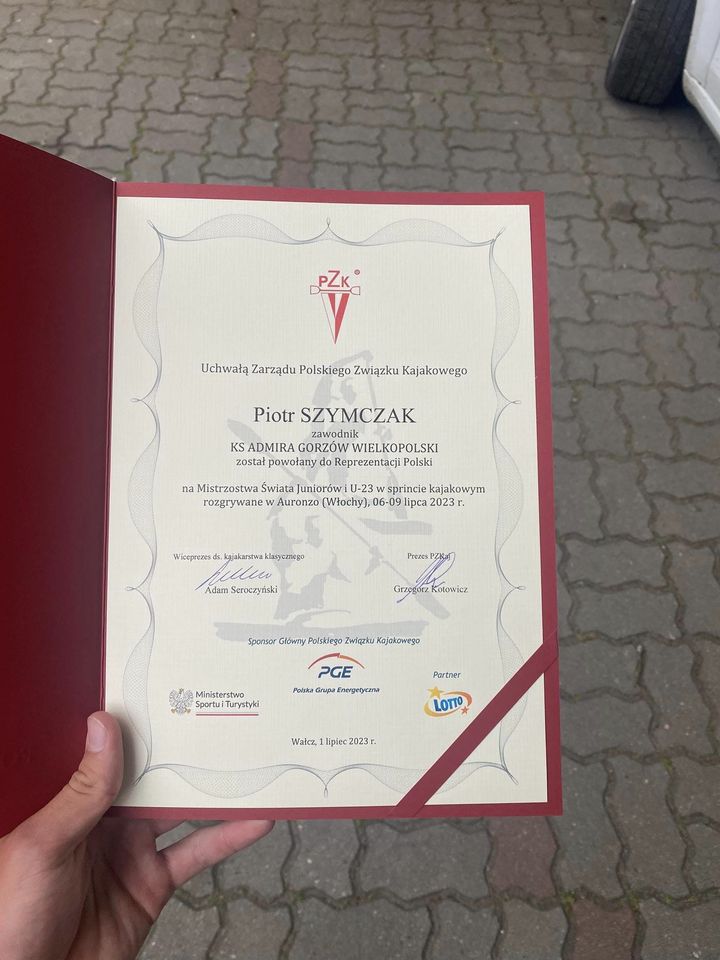 PZK
Uchwałą Zarządu Polskiego Związku Kajakowego
Piotr SZYMCZAK
zawodnik
KS ADMIRA GORZÓW WIELKOPOLSKI
został powołany do Reprezentacji Polski
na Mistrzostwa Świata Juniorów i U-23 w sprincie kajakowym
rozgrywane w Auronzo (Włochy), 06-09 lipca 2023 r.
Wiceprezes ds. kajakarstwa klasycznego
Adam Seroczyński
Prezes PZKaj
Grzegorz Kotowicz
Sponsor Główny Polskiego Związku Kajakowego
PGE
Polska Grupa Energetyczna
Partner
LOTTO
Ministerstwo
Sportu i Turystyki
Wałcz, 1 lipiec 2023 r.